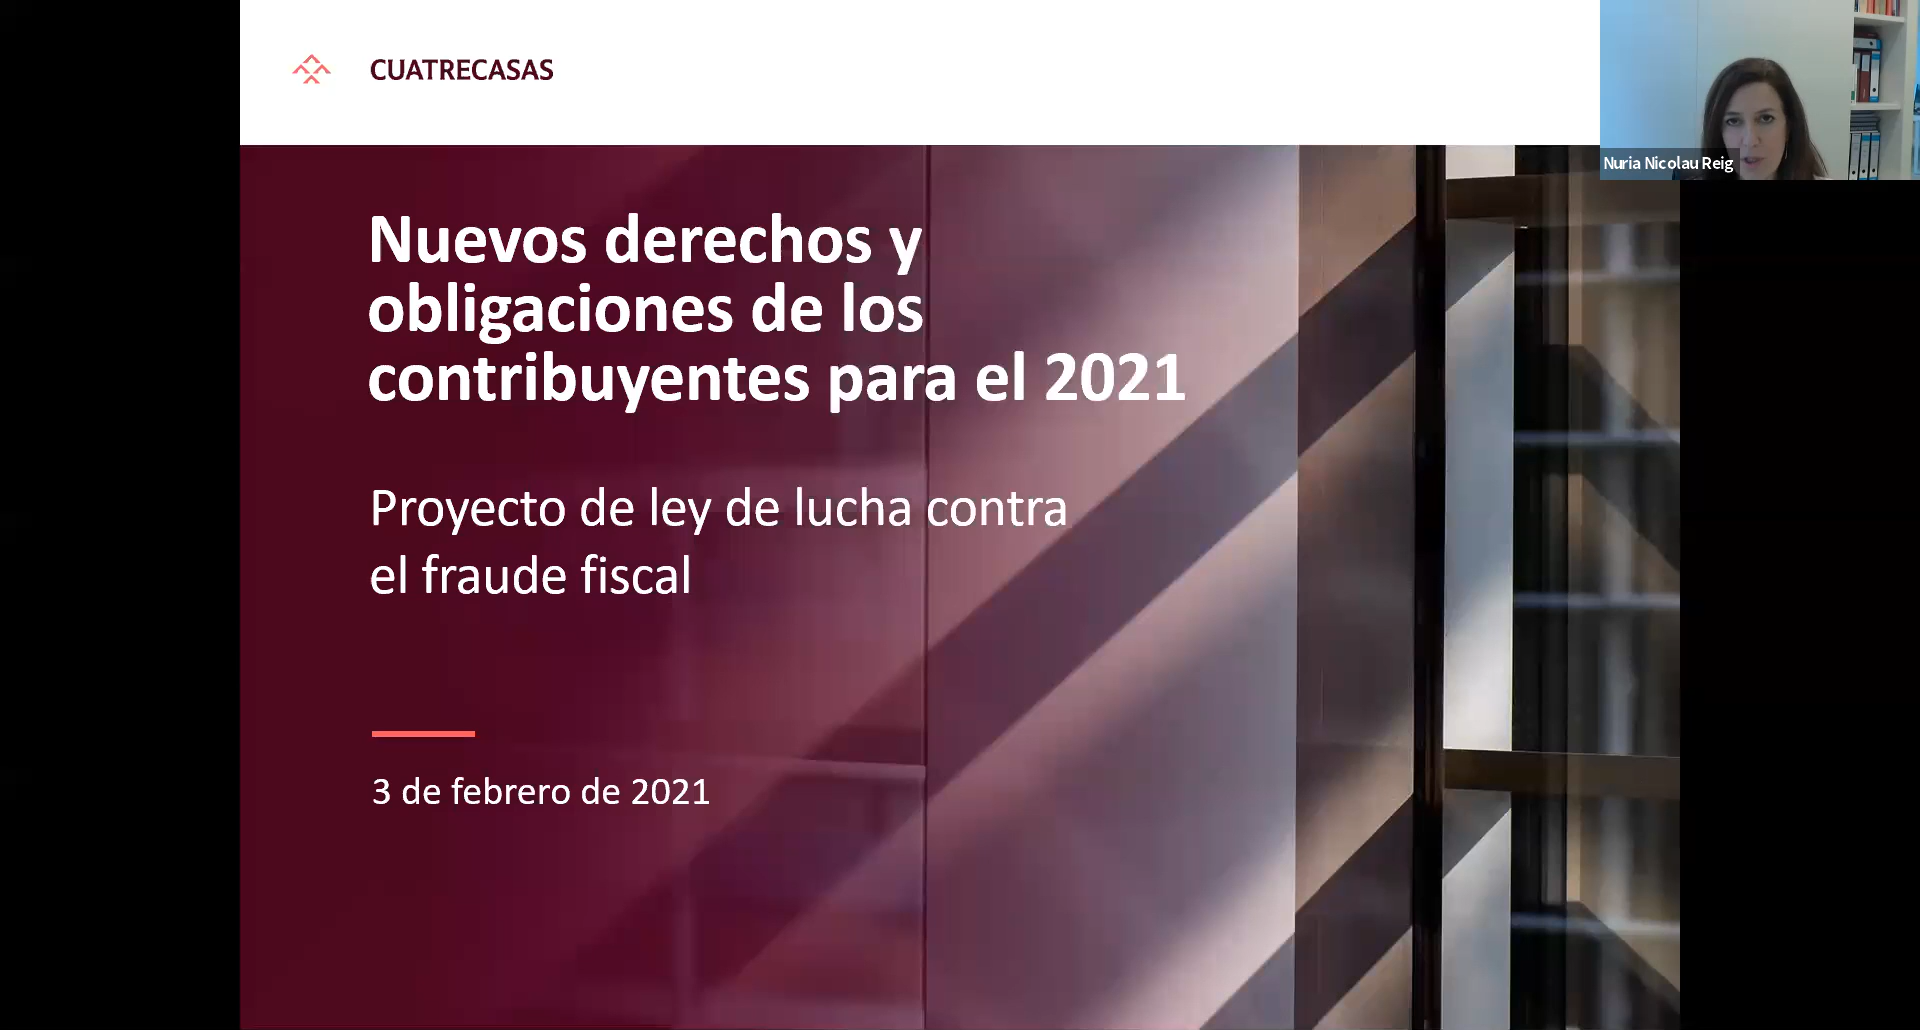 CUATRECASAS
Nuria Nicolau Reig
Nuevos derechos y
obligaciones de los
contribuyentes para el 2021
Proyecto de ley de lucha contra
el fraude fiscal
3 de febrero de 2021